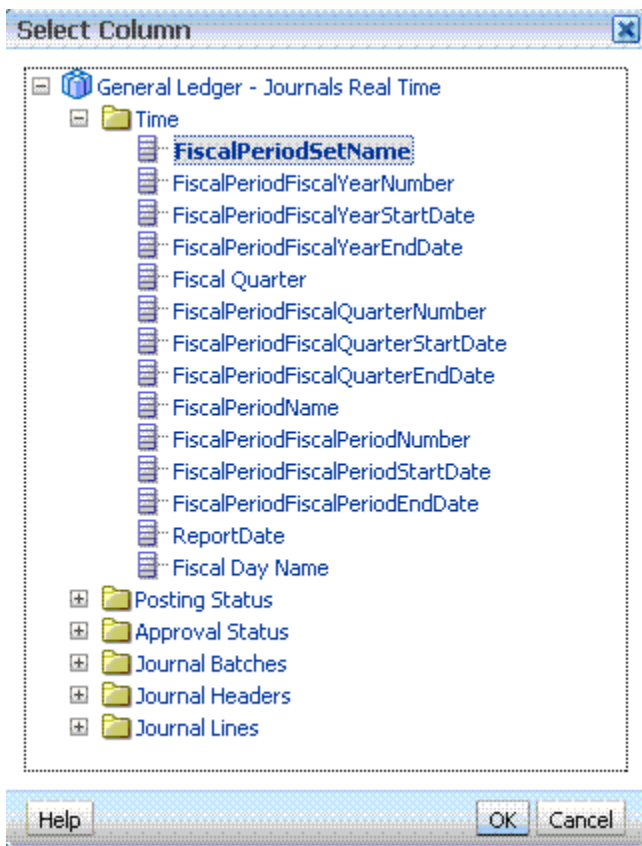 Select Column
General Ledger - Journals Real Time
Time
FiscalPeriodSetName
FiscalPeriodFiscalYearNumber
FiscalPeriodFiscalYearStartDate
FiscalPeriodFiscalYearEndDate
Fiscal Quarter
FiscalPeriodFiscalQuarterNumber
FiscalPeriodFiscalQuarterStartDate
FiscalPeriodFiscalQuarterEndDate
FiscalPeriodName
FiscalPeriodFiscalPeriodNumber
FiscalPeriodFiscalPeriodStartDate
FiscalPeriodFiscalPeriodEndDate
ReportDate
Fiscal Day Name
Posting Status
Approval Status
Journal Batches
Journal Headers
Journal Lines
Help OK Cancel